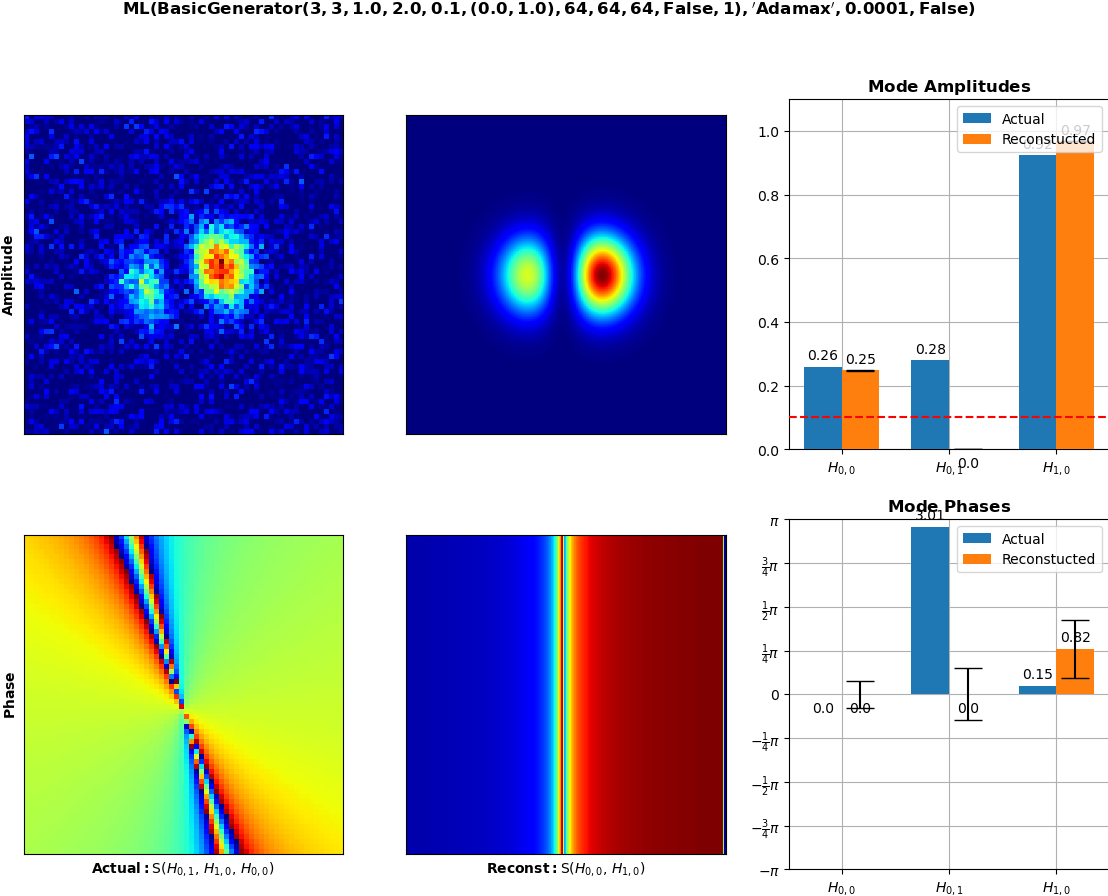 ML(BasicGenerator(3, 3, 1.0, 2.0, 0.1, (0.0, 1.0), 64, 64, 64, False, 1), ′Adamax′, 0.0001, False)
Mode Amplitudes
Actual
Reconstucted
Amplitude
1.0
0.8
0.6
0.4
0.2
0.0
0.26
0.25
0.28
0.0
0.92
0.97
H0,0
H0,1
H1,0
Mode Phases
Actual
Reconstucted
Phase
π
3/4π
1/2π
1/4π
0
−1/4π
−1/2π
−3/4π
−π
0.0
0.0
3.01
0.0
0.15
0.82
H0,0
H0,1
H1,0
Actual: S(H0,1, H1,0, H0,0)
Reconst: S(H0,0, H1,0)